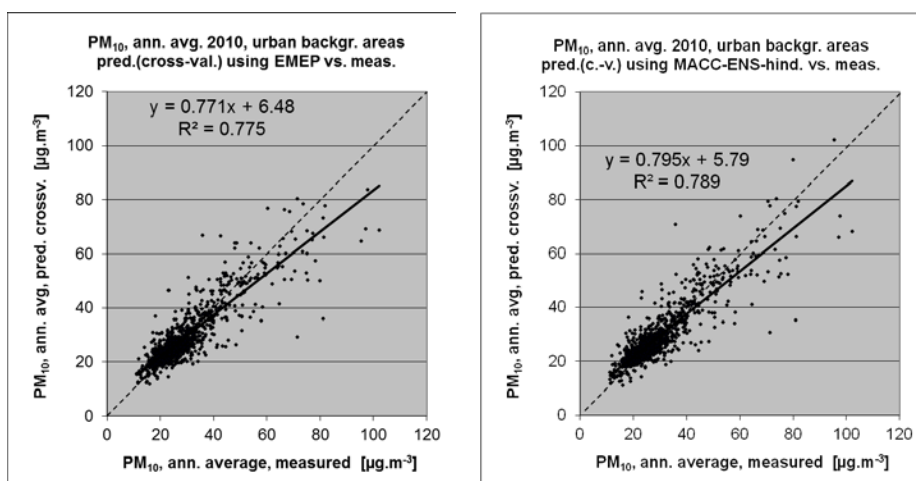 PM₁₀, ann. avg. 2010, urban backgr. areas
pred.(cross-val.) using EMEP vs. meas.
y = 0.771x + 6.48
R² = 0.775
PM₁₀, ann. avg, pred. crossv. [µg.m⁻³]
120
100
80
60
40
20
0
0 20 40 60 80 100 120
PM₁₀, ann. average, measured [µg.m⁻³]
PM₁₀, ann. avg. 2010, urban backgr. areas
pred.(c.-v.) using MACC-ENS-hind. vs. meas.
y = 0.795x + 5.79
R² = 0.789
PM₁₀, ann. avg, pred. crossv. [µg.m⁻³]
120
100
80
60
40
20
0
0 20 40 60 80 100 120
PM₁₀, ann. average, measured [µg.m⁻³]